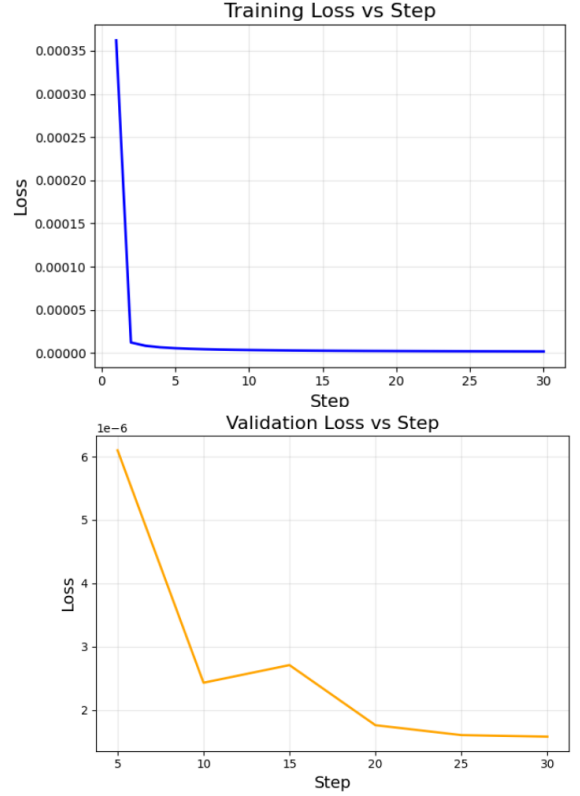 Training Loss vs Step
0.00035
0.00030
0.00025
0.00020
0.00015
0.00010
0.00005
0.00000
Loss
0 5 10 15 20 25 30
Step
Validation Loss vs Step
1e−6
6
5
4
3
2
Loss
5 10 15 20 25 30
Step